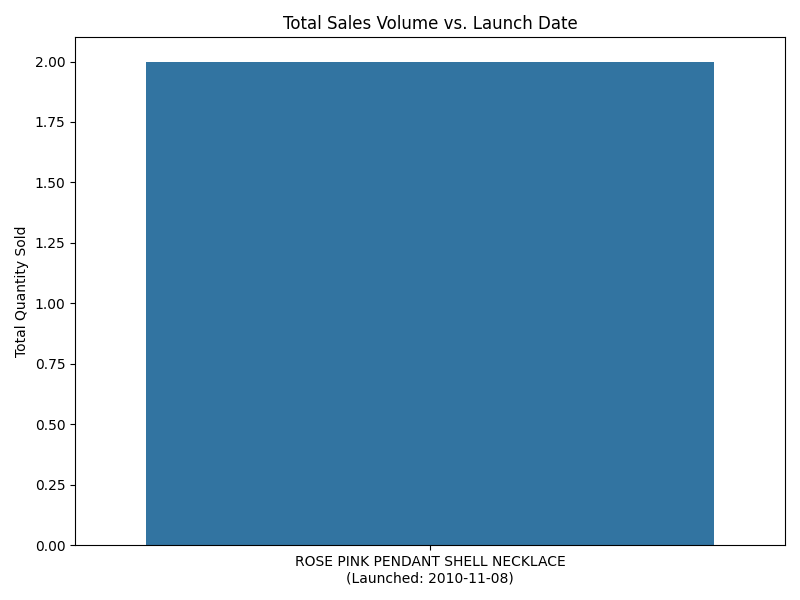 Total Sales Volume vs. Launch Date
Total Quantity Sold
2.00
1.75
1.50
1.25
1.00
0.75
0.50
0.25
0.00
ROSE PINK PENDANT SHELL NECKLACE
(Launched: 2010-11-08)